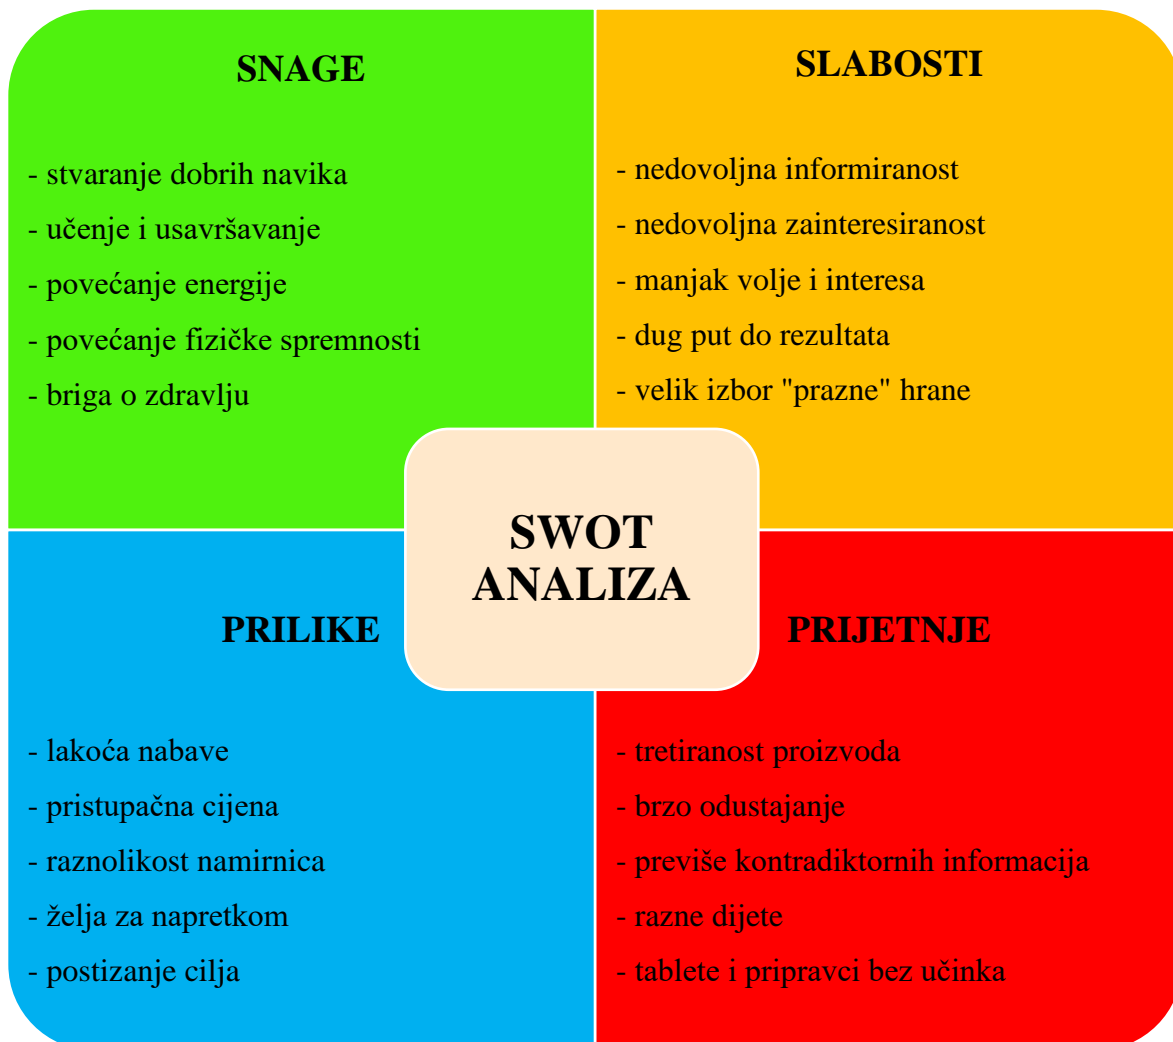 SNAGE
- stvaranje dobrih navika
- učenje i usavršavanje
- povećanje energije
- povećanje fizičke spremnosti
- briga o zdravlju
SLABOSTI
- nedovoljna informiranost
- nedovoljna zainteresiranost
- manjak volje i interesa
- dug put do rezultata
- velik izbor "prazne" hrane
SWOT
ANALIZA
PRILIKE
- lakoća nabave
- pristupačna cijena
- raznolikost namirnica
- želja za napretkom
- postizanje cilja
PRIJETNJE
- tretiranost proizvoda
- brzo odustajanje
- previše kontradiktornih informacija
- razne dijete
- tablete i pripravci bez učinka